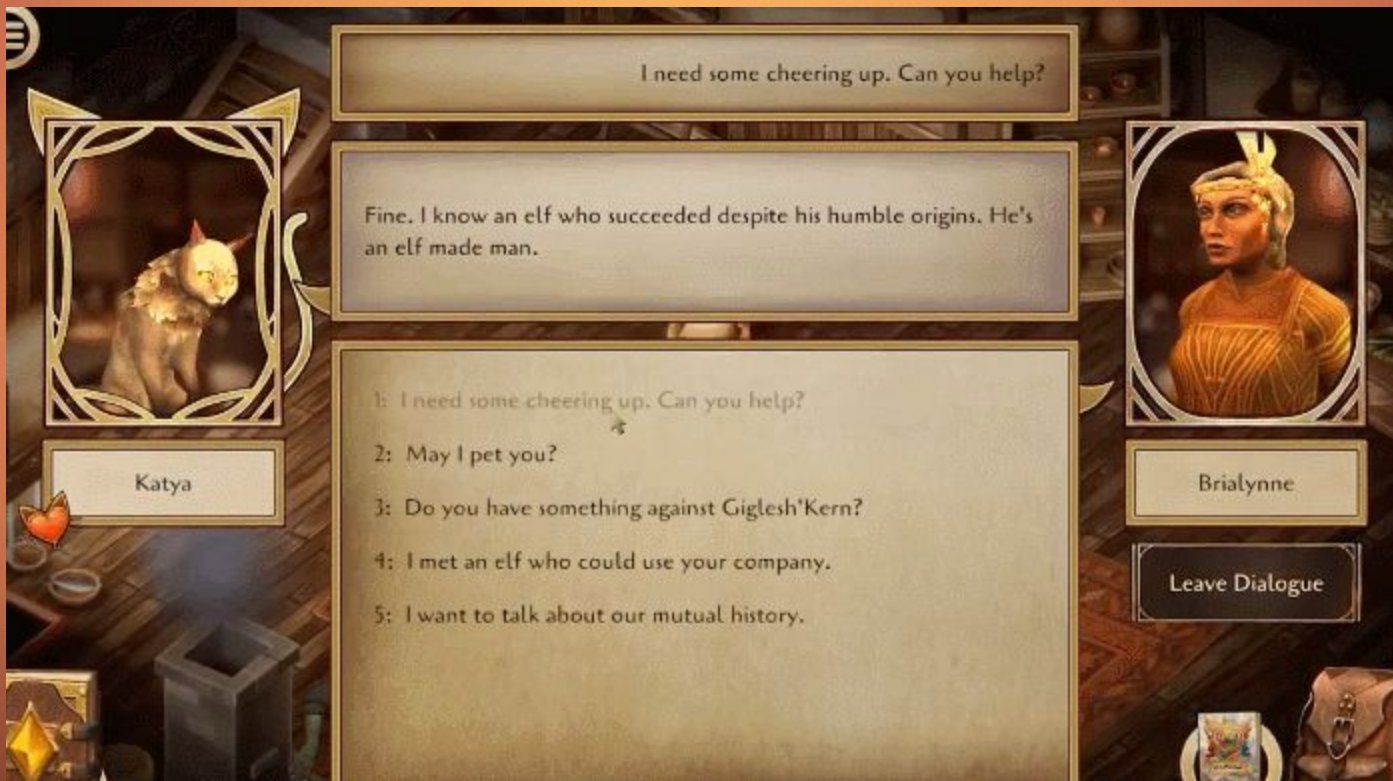 I need some cheering up. Can you help?
Fine. I know an elf who succeeded despite his humble origins. He's
an elf made man.
1: I need some cheering up. Can you help?
2: May I pet you?
3: Do you have something against Giglesh'Kern?
4: I met an elf who could use your company.
5: I want to talk about our mutual history.
Katya
Brialynne
Leave Dialogue